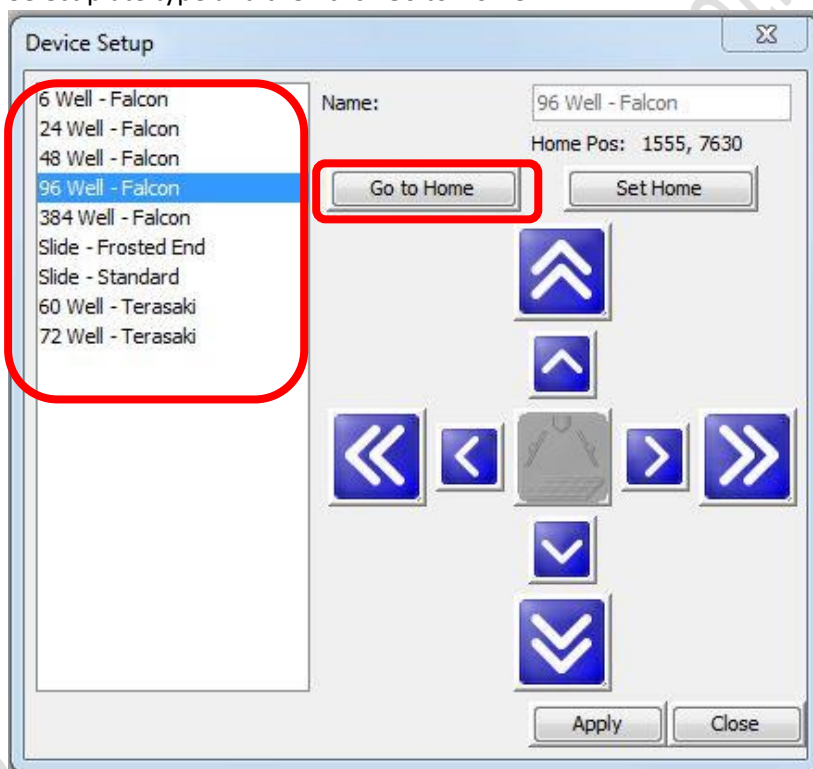 Device Setup
6 Well - Falcon
24 Well - Falcon
48 Well - Falcon
96 Well - Falcon
384 Well - Falcon
Slide - Frosted End
Slide - Standard
60 Well - Terasaki
72 Well - Terasaki
Name: 96 Well - Falcon
Home Pos: 1555, 7630
Go to Home Set Home
Apply Close